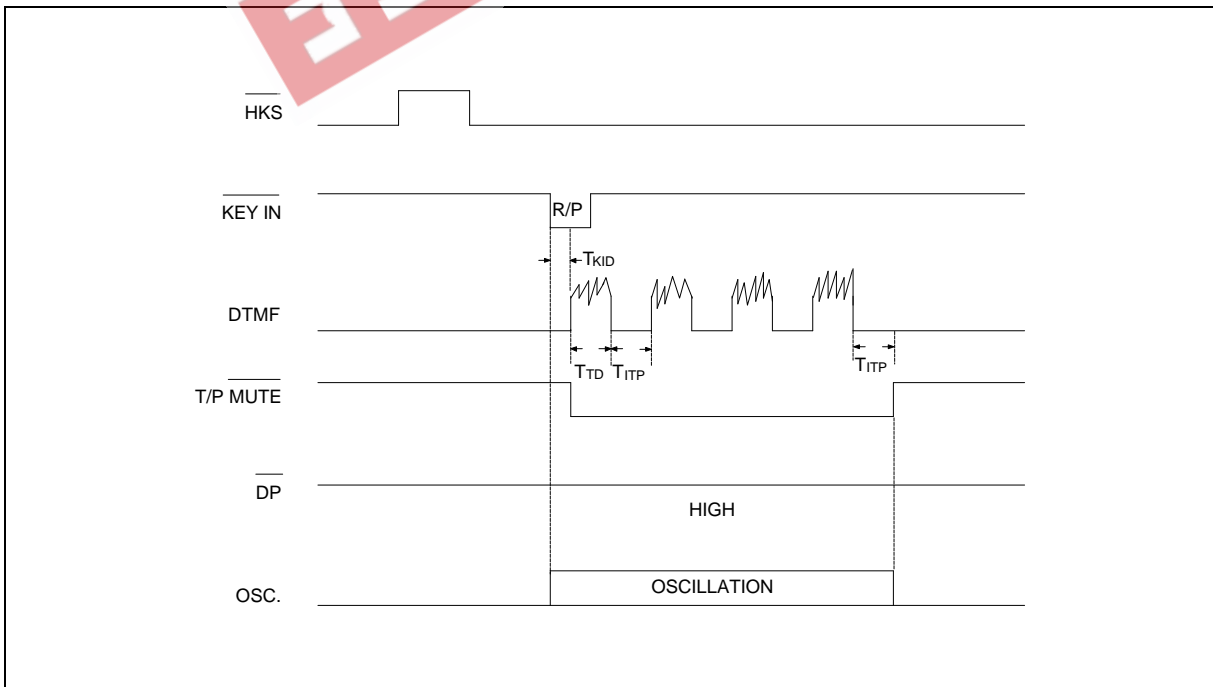 HKS
KEY IN
R/P
TKID
DTMF
TTD
TITP
TITP
T/P MUTE
DP
HIGH
OSC.
OSCILLATION